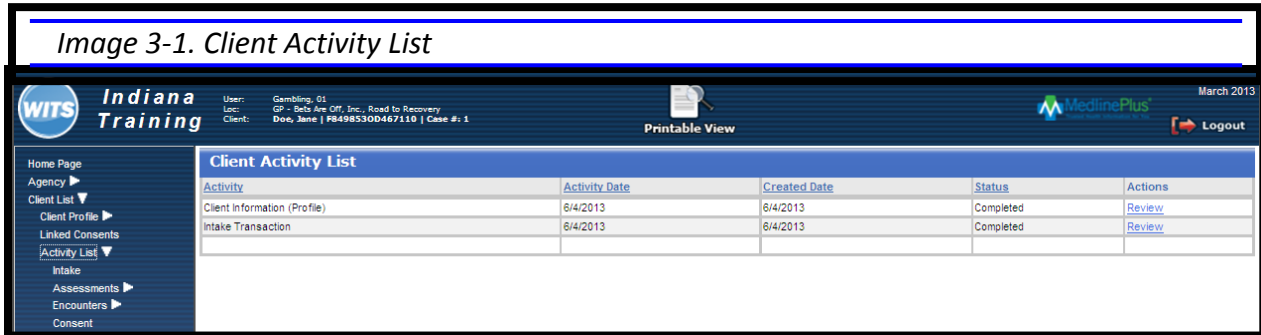 Image 3-1. Client Activity List
WITS
Indiana
Training
User: Gambling, 01
Loc: GP - Bets Are Off, Inc., Road to Recovery
Client: Doe, Jane | F849853OD467110 | Case #: 1
Printable View
MedlinePlus
March 2013
Logout
Home Page
Agency
Client List
Client Profile
Linked Consents
Activity List
Intake
Assessments
Encounters
Consent
Client Activity List
Activity Activity Date Created Date Status Actions
Client Information (Profile) 6/4/2013 6/4/2013 Completed Review
Intake Transaction 6/4/2013 6/4/2013 Completed Review